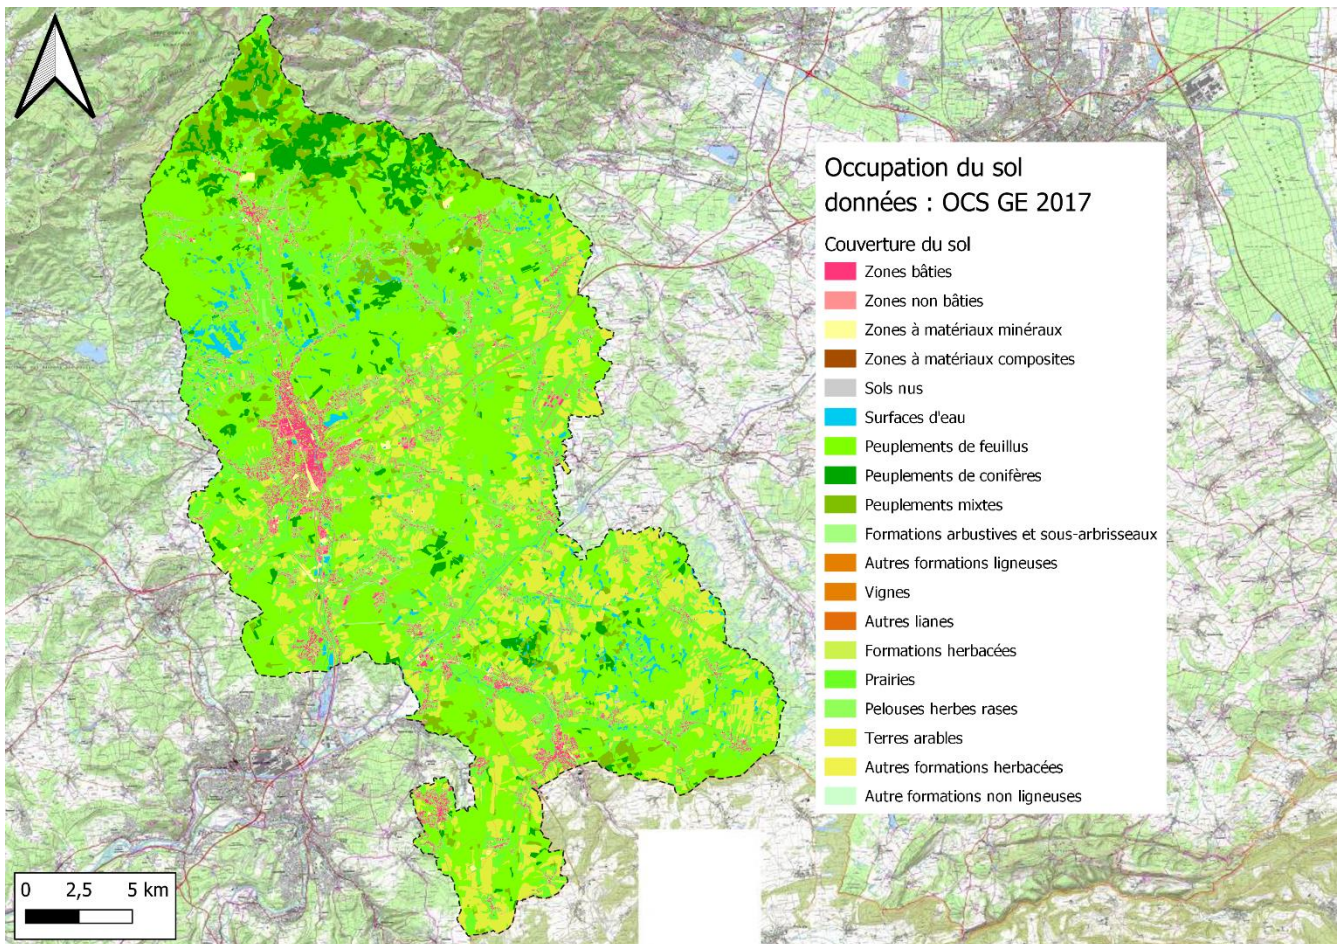 Occupation du sol
données : OCS GE 2017
Couverture du sol
Zones bâties
Zones non bâties
Zones à matériaux minéraux
Zones à matériaux composites
Sols nus
Surfaces d'eau
Peuplements de feuillus
Peuplements de conifères
Peuplements mixtes
Formations arbustives et sous-arbrisseaux
Autres formations ligneuses
Vignes
Autres lianes
Formations herbacées
Prairies
Pelouses herbes rases
Terres arables
Autres formations herbacées
Autre formations non ligneuses
0 2,5 5 km